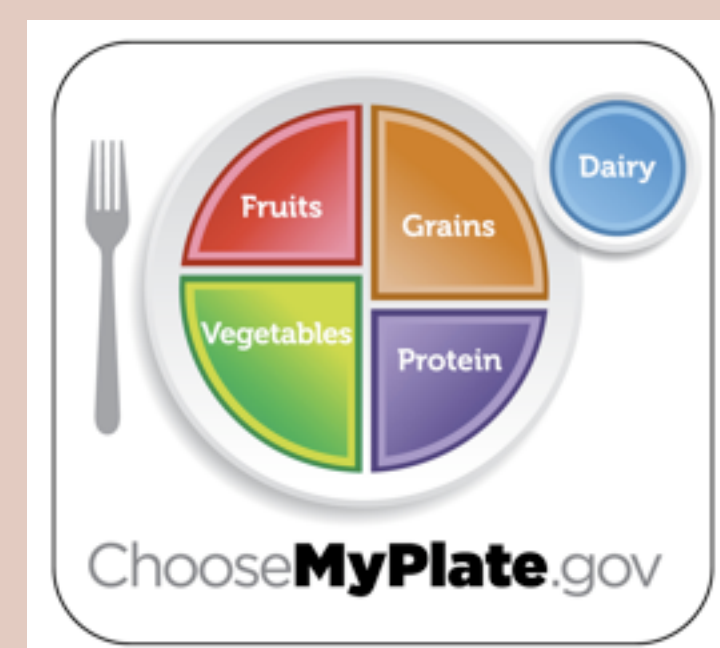 Dairy
Fruits
Grains
Vegetables
Protein
ChooseMyPlate.gov